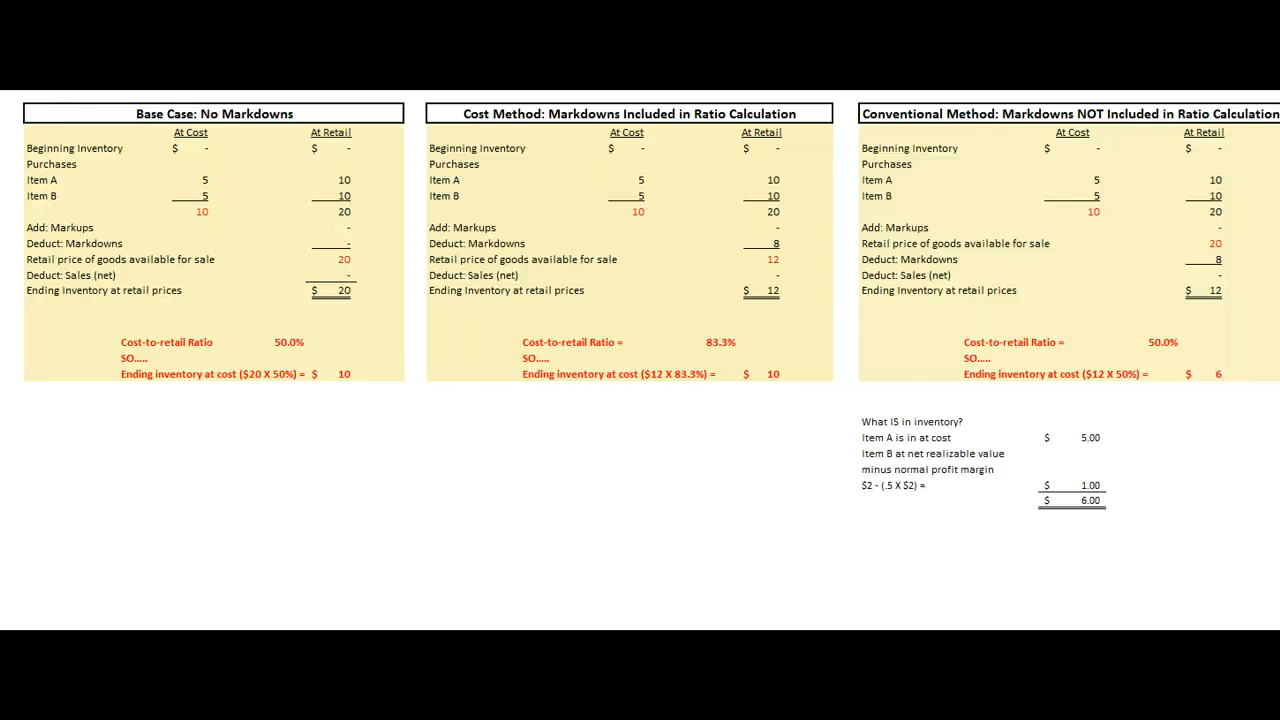 Base Case: No Markdowns
At Cost At Retail
Beginning Inventory $ - $ -
Purchases
Item A 5 10
Item B 5 10
10 20
Add: Markups -
Deduct: Markdowns -
Retail price of goods available for sale 20
Deduct: Sales (net) -
Ending Inventory at retail prices $ 20
Cost-to-retail Ratio 50.0%
SO.....
Ending inventory at cost ($20 X 50%) = $ 10
Cost Method: Markdowns Included in Ratio Calculation
At Cost At Retail
Beginning Inventory $ - $ -
Purchases
Item A 5 10
Item B 5 10
10 20
Add: Markups -
Deduct: Markdowns 8
Retail price of goods available for sale 12
Deduct: Sales (net) -
Ending Inventory at retail prices $ 12
Cost-to-retail Ratio = 83.3%
SO.....
Ending inventory at cost ($12 X 83.3%) = $ 10
Conventional Method: Markdowns NOT Included in Ratio Calculation
At Cost At Retail
Beginning Inventory $ - $ -
Purchases
Item A 5 10
Item B 5 10
10 20
Add: Markups -
Retail price of goods available for sale 20
Deduct: Markdowns 8
Deduct: Sales (net) -
Ending Inventory at retail prices $ 12
Cost-to-retail Ratio = 50.0%
SO.....
Ending inventory at cost ($12 X 50%) = $ 6
What IS in inventory?
Item A is in at cost $ 5.00
Item B at net realizable value
minus normal profit margin
$2 - (.5 X $2) = $ 1.00
$ 6.00